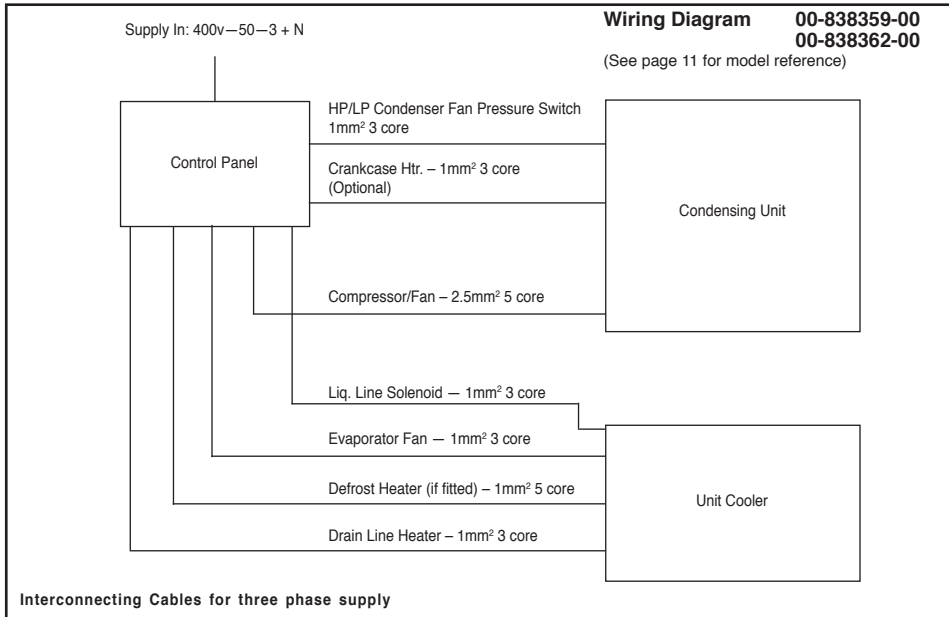 Supply In: 400v—50—3 + N
Wiring Diagram 00-838359-00
00-838362-00
(See page 11 for model reference)
Control Panel
HP/LP Condenser Fan Pressure Switch
1mm² 3 core
Crankcase Htr. – 1mm² 3 core
(Optional)
Condensing Unit
Compressor/Fan – 2.5mm² 5 core
Liq. Line Solenoid — 1mm² 3 core
Evaporator Fan — 1mm² 3 core
Defrost Heater (if fitted) – 1mm² 5 core
Unit Cooler
Drain Line Heater – 1mm² 3 core
Interconnecting Cables for three phase supply